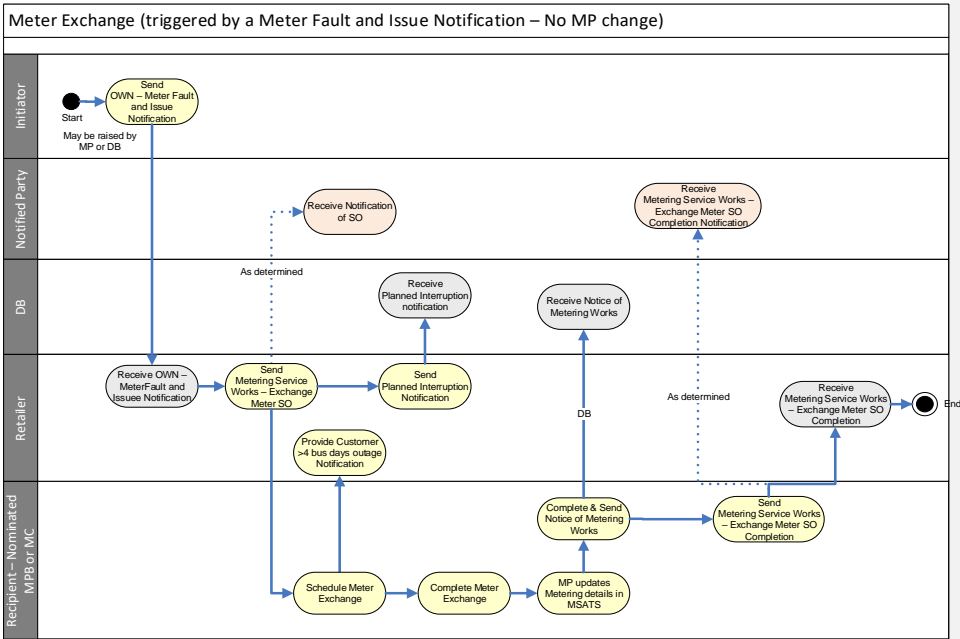 Meter Exchange (triggered by a Meter Fault and Issue Notification – No MP change)
Initiator
Start
Send
OWN – Meter Fault
and Issue
Notification
May be raised by
MP or DB
Notified Party
Receive Notification
of SO
Receive
Metering Service Works –
Exchange Meter SO
Completion Notification
As determined
DB
Receive
Planned Interruption
notification
Receive Notice of
Metering Works
Retailer
Receive OWN –
MeterFault and
Issuee Notification
Send
Metering Service
Works – Exchange
Meter SO
Send
Planned Interruption
Notification
Provide Customer
>4 bus days outage
Notification
DB
As determined
Receive
Metering Service Works
– Exchange Meter SO
Completion
End
Recipient – Nominated
MPB or MC
Complete & Send
Notice of Metering
Works
Send
Metering Service Works
– Exchange Meter SO
Completion
Schedule Meter
Exchange
Complete Meter
Exchange
MP updates
Metering details in
MSATS